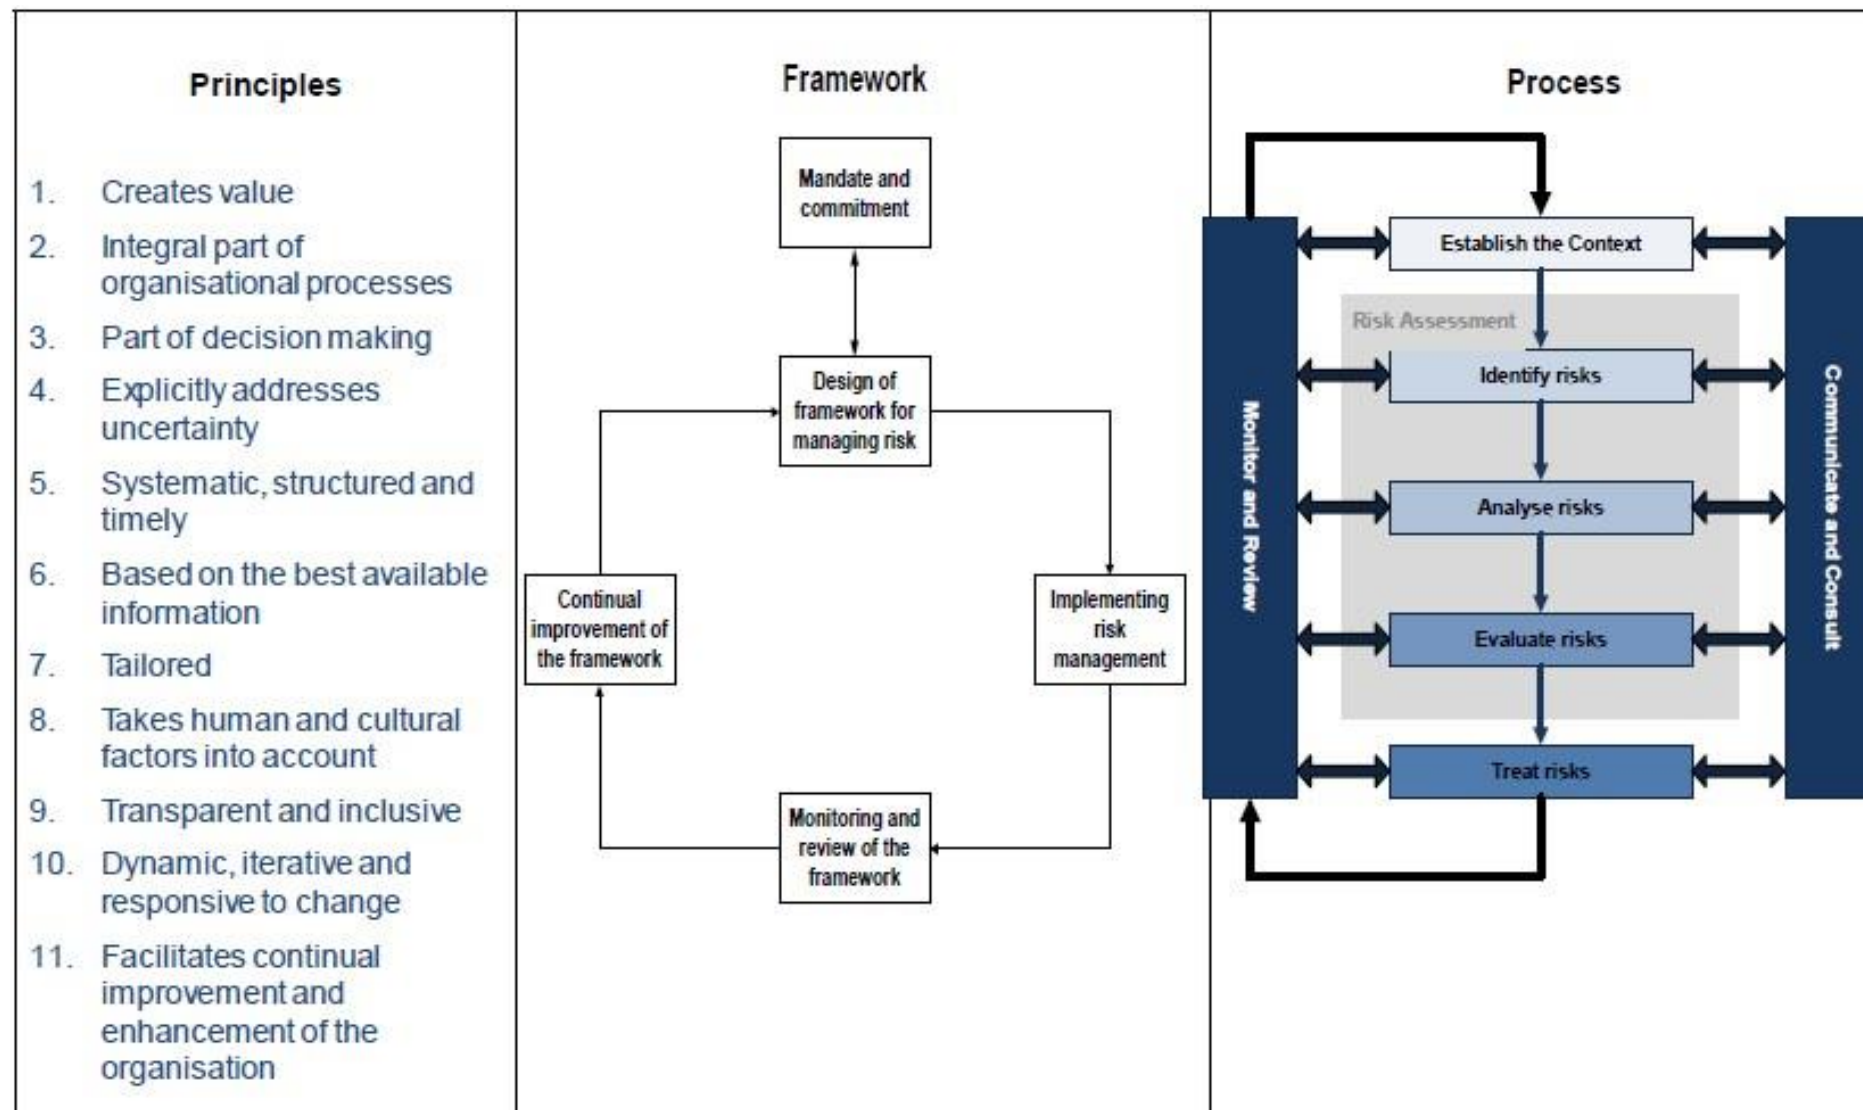 Principles
1. Creates value
2. Integral part of
organisational processes
3. Part of decision making
4. Explicitly addresses
uncertainty
5. Systematic, structured and
timely
6. Based on the best available
information
7. Tailored
8. Takes human and cultural
factors into account
9. Transparent and inclusive
10. Dynamic, iterative and
responsive to change
11. Facilitates continual
improvement and
enhancement of the
organisation
Framework
Mandate and
commitment
Design of
framework for
managing risk
Continual
improvement of
the framework
Implementing
risk
management
Monitoring and
review of the
framework
Process
Monitor and Review
Establish the Context
Risk Assessment
Identify risks
Analyse risks
Evaluate risks
Treat risks
Communicate and Consult